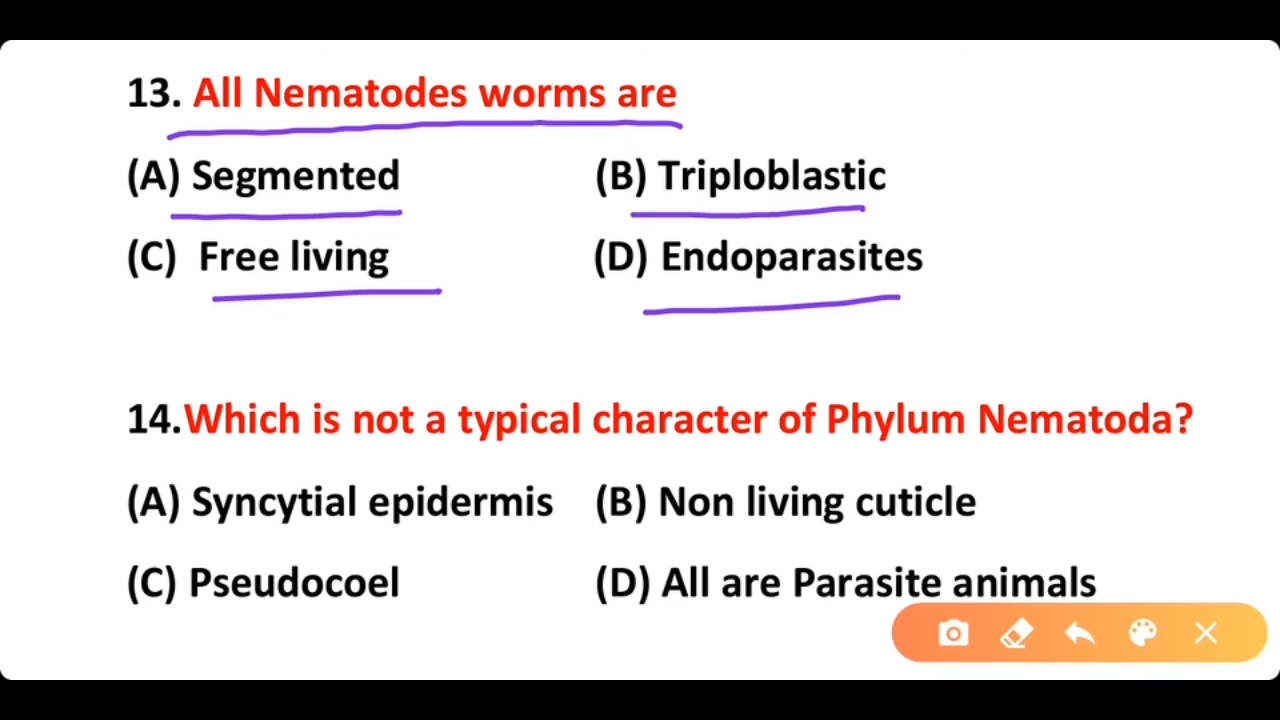 13. All Nematodes worms are
(A) Segmented (B) Triploblastic
(C) Free living (D) Endoparasites
14.Which is not a typical character of Phylum Nematoda?
(A) Syncytial epidermis (B) Non living cuticle
(C) Pseudocoel (D) All are Parasite animals